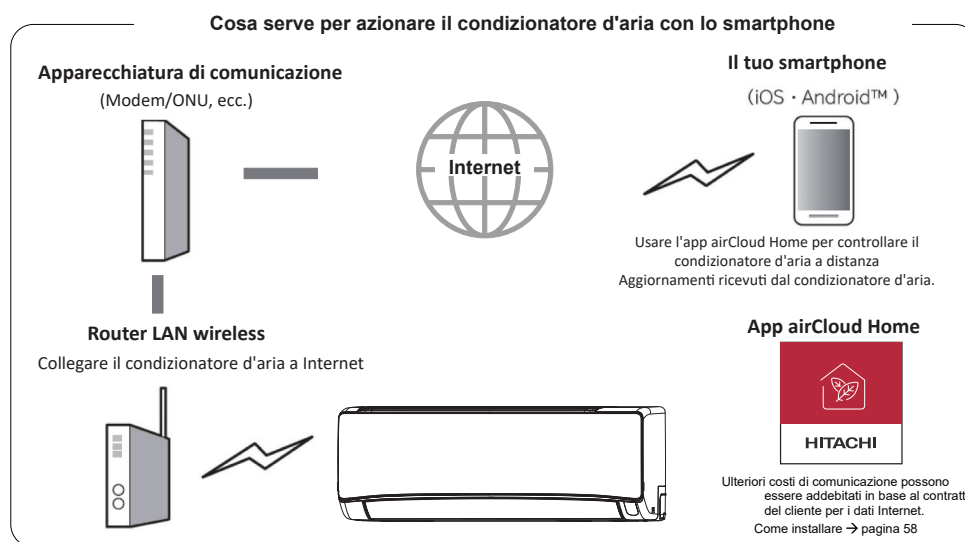 Cosa serve per azionare il condizionatore d'aria con lo smartphone
Apparecchiatura di comunicazione
(Modem/ONU, ecc.)
Internet
Il tuo smartphone
(iOS・Android™ )
Usare l'app airCloud Home per controllare il
condizionatore d'aria a distanza
Aggiornamenti ricevuti dal condizionatore d'aria.
Router LAN wireless
Collegare il condizionatore d'aria a Internet
App airCloud Home
HITACHI
Ulteriori costi di comunicazione possono
essere addebitati in base al contratt
del cliente per i dati Internet.
Come installare → pagina 58